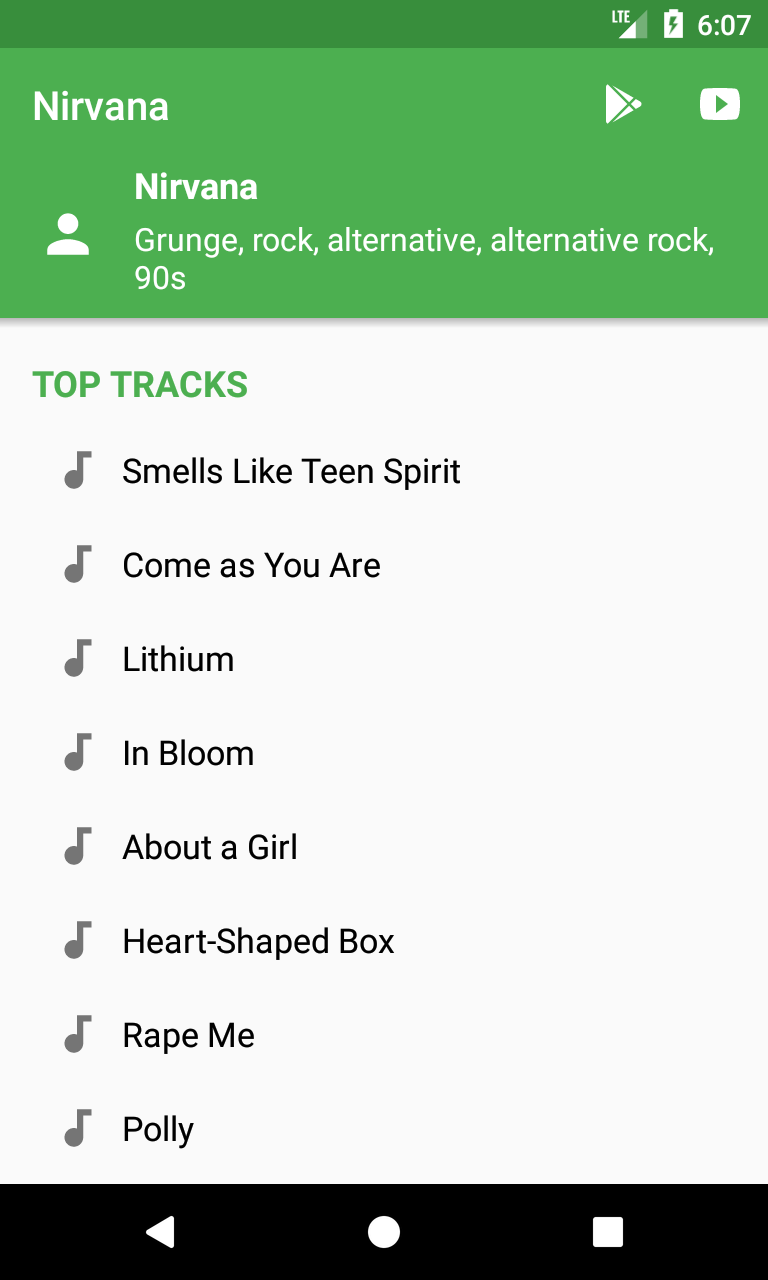 LTE 6:07
Nirvana
Nirvana
Grunge, rock, alternative, alternative rock,
90s
TOP TRACKS
Smells Like Teen Spirit
Come as You Are
Lithium
In Bloom
About a Girl
Heart-Shaped Box
Rape Me
Polly